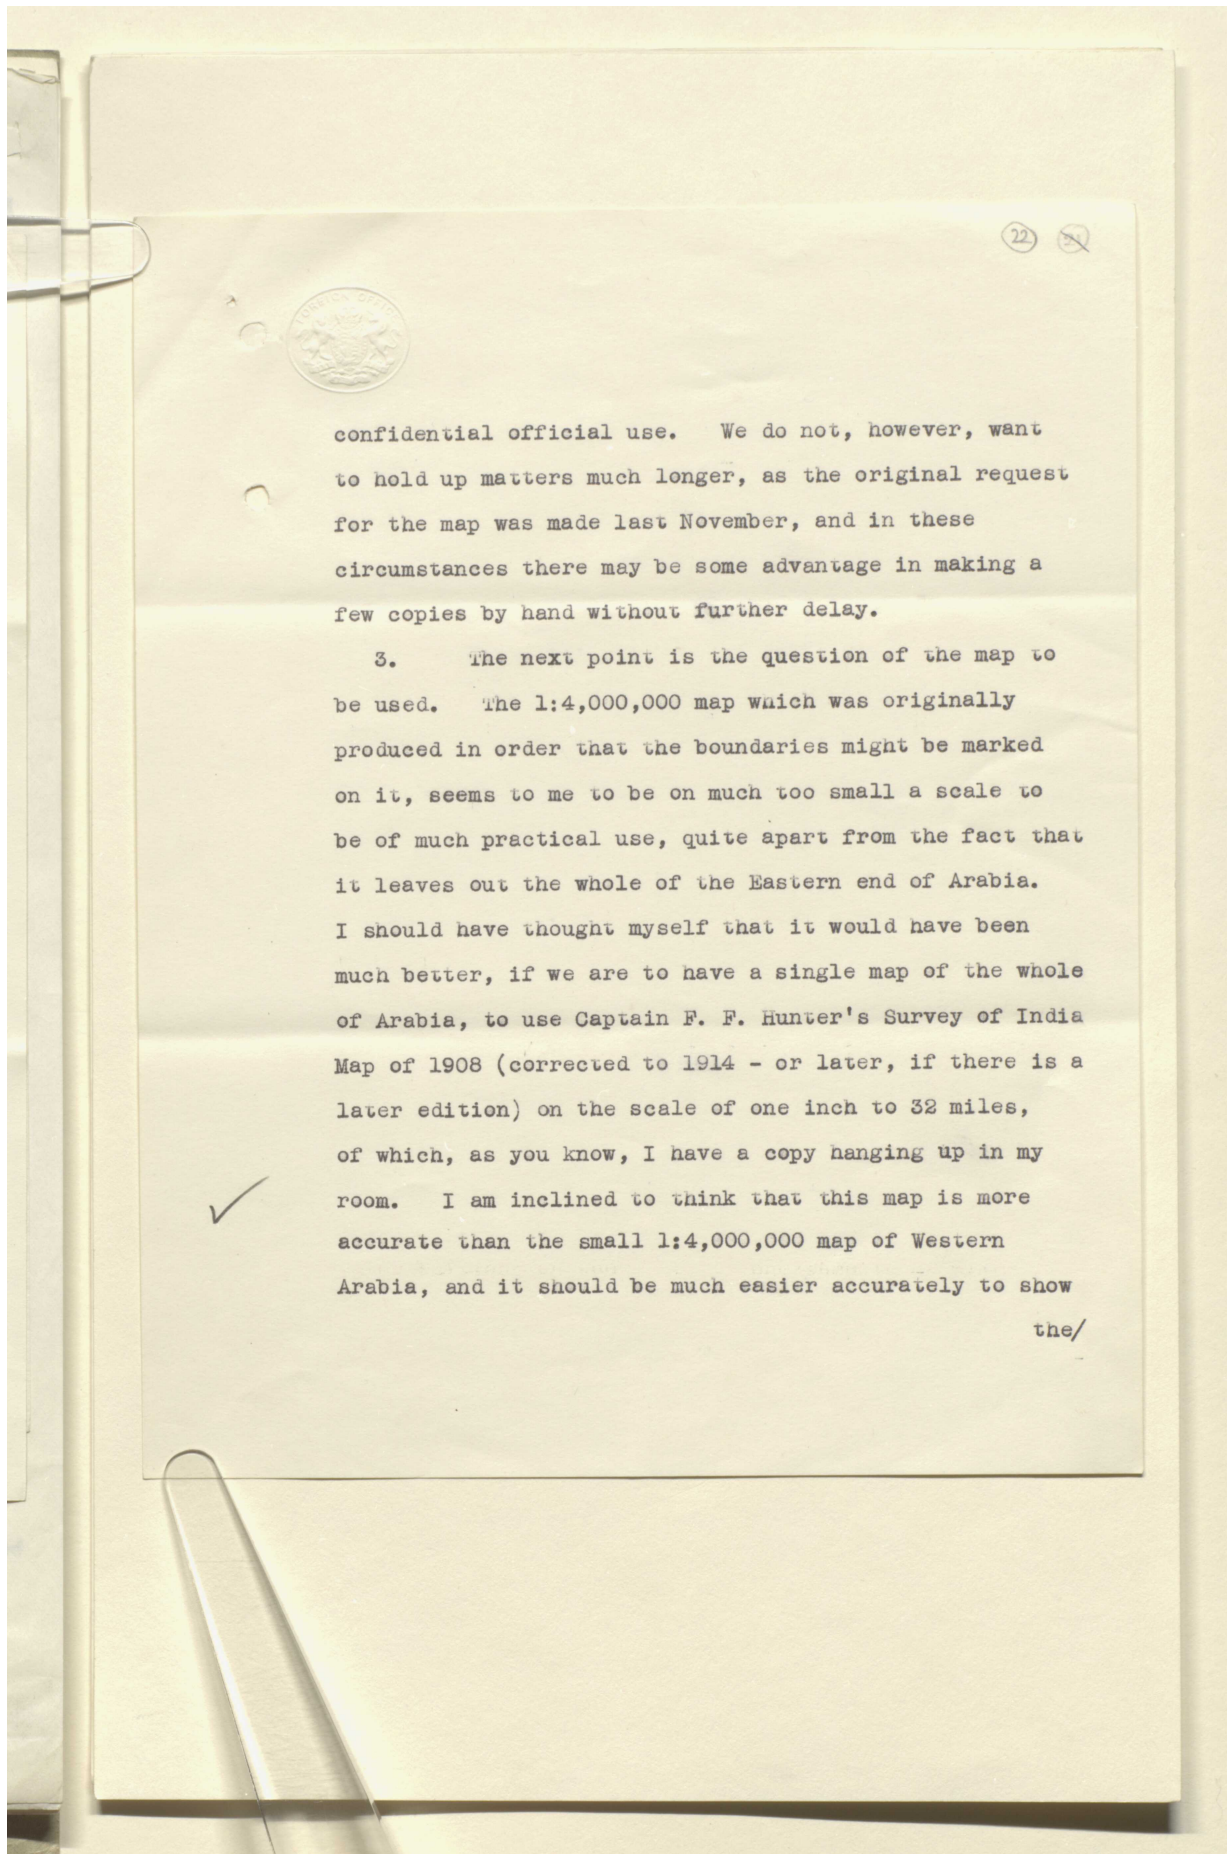 22
FOREIGN OFFICE
confidential official use. We do not, however, want
to hold up matters much longer, as the original request
for the map was made last November, and in these
circumstances there may be some advantage in making a
few copies by hand without further delay.
3. The next point is the question of the map to
be used. The 1:4,000,000 map which was originally
produced in order that the boundaries might be marked
on it, seems to me to be on much too small a scale to
be of much practical use, quite apart from the fact that
it leaves out the whole of the Eastern end of Arabia.
I should have thought myself that it would have been
much better, if we are to have a single map of the whole
of Arabia, to use Captain F. F. Hunter's Survey of India
Map of 1908 (corrected to 1914 - or later, if there is a
later edition) on the scale of one inch to 32 miles,
of which, as you know, I have a copy hanging up in my
room. I am inclined to think that this map is more
accurate than the small 1:4,000,000 map of Western
Arabia, and it should be much easier accurately to show
the/